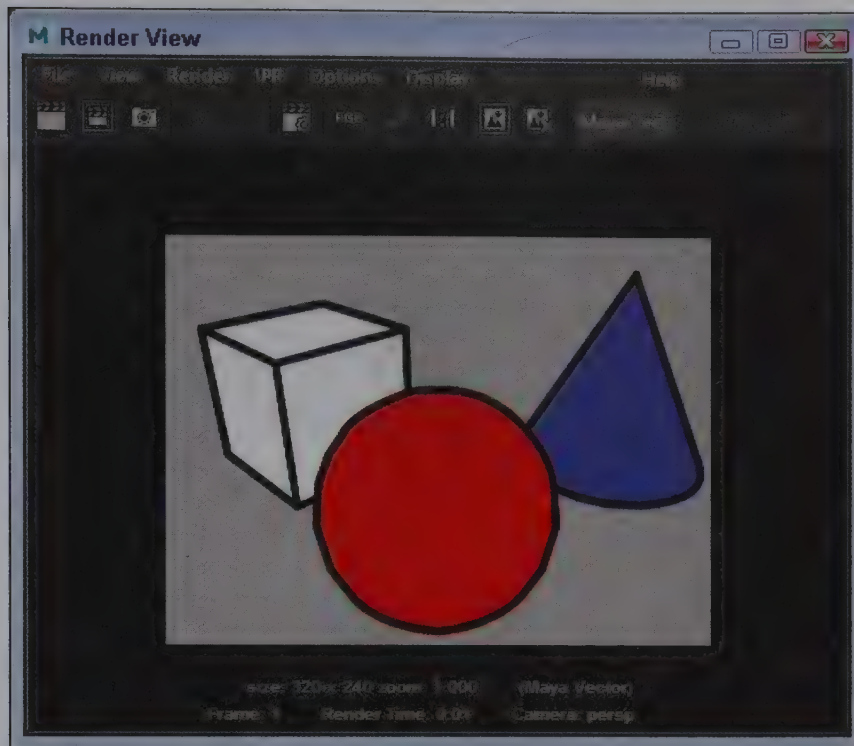 M Render View
File View Render IPR Options Display Help
size: 320 x 240 zoom: 1.000 (Maya Vector)
Frame: 1 Render Time: 0:01 Camera: persp